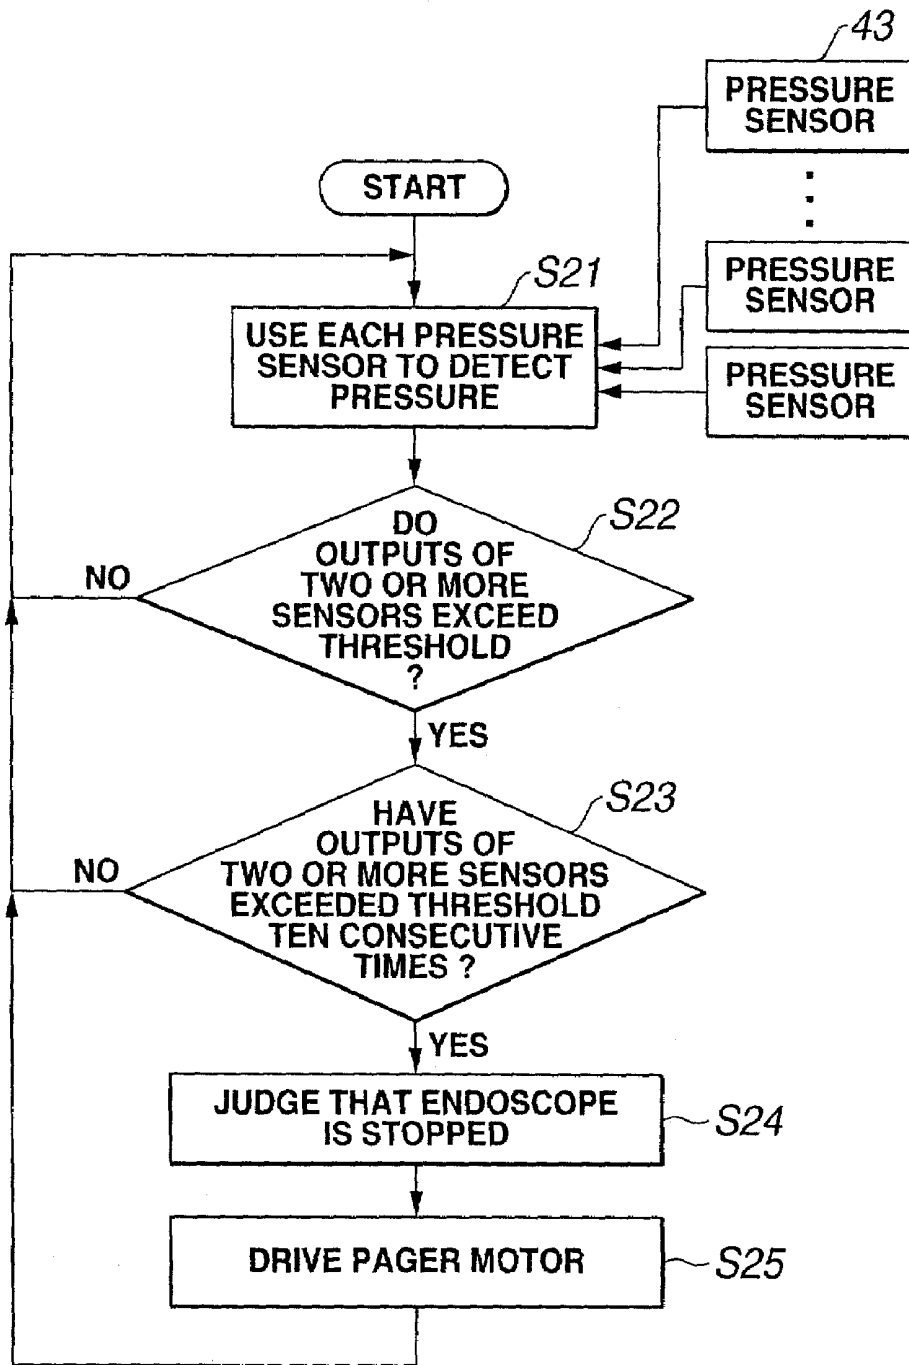 43
PRESSURE
SENSOR
START
PRESSURE
SENSOR
S21
USE EACH PRESSURE
SENSOR TO DETECT
PRESSURE
PRESSURE
SENSOR
S22
DO
OUTPUTS OF
TWO OR MORE
SENSORS EXCEED
THRESHOLD
?
NO
YES
S23
HAVE
OUTPUTS OF
TWO OR MORE SENSORS
EXCEEDED THRESHOLD
TEN CONSECUTIVE
TIMES ?
NO
YES
JUDGE THAT ENDOSCOPE
IS STOPPED
S24
DRIVE PAGER MOTOR
S25